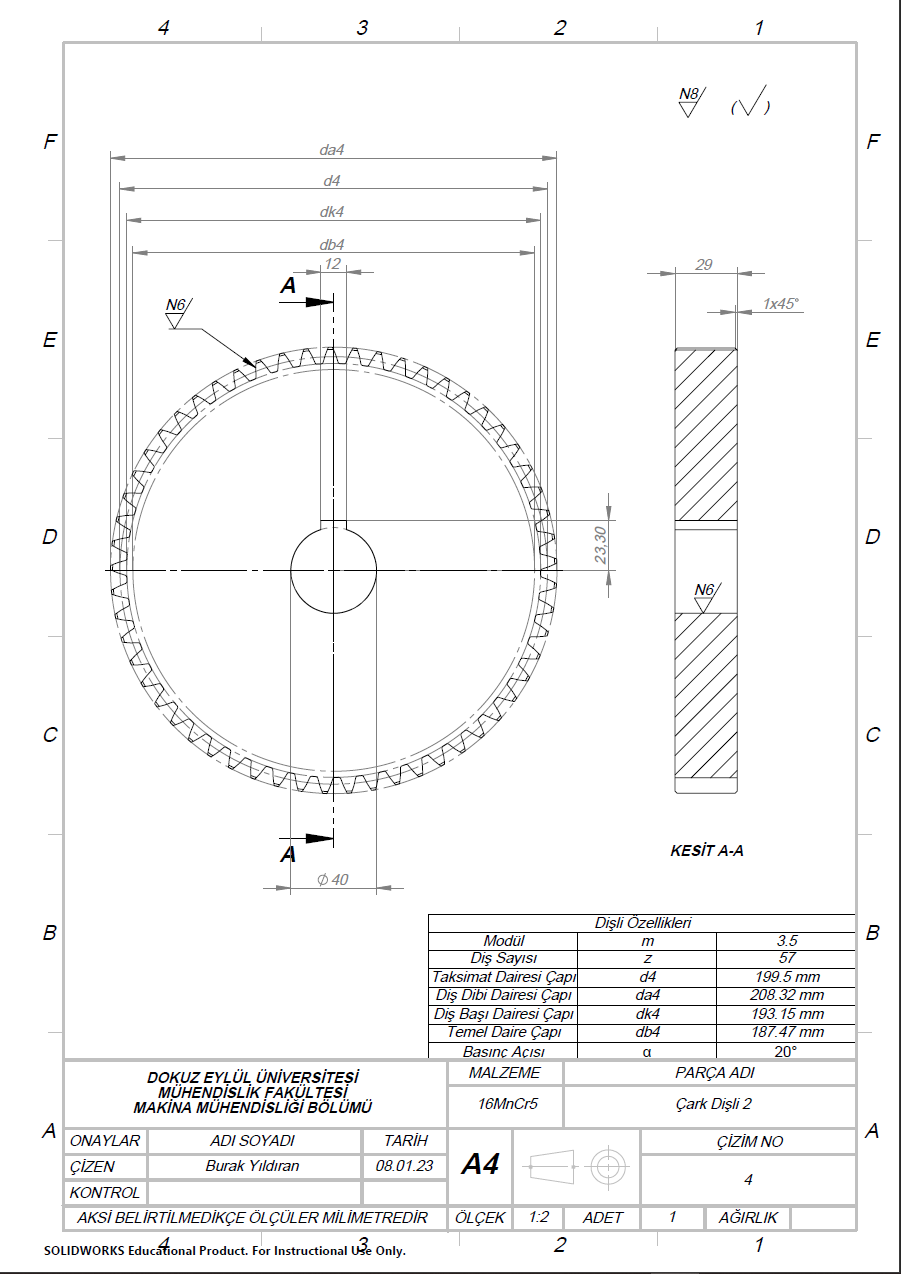 4 3 2 1
N8 ( )
F F
da4
d4
dk4
db4
12
A
29
1x45°
N6
E E
D D
23,30
N6
C C
A
KESİT A-A
Ø 40
B B
Dişli Özellikleri
Modül m 3.5
Diş Sayısı z 57
Taksimat Dairesi Çapı d4 199.5 mm
Diş Dibi Dairesi Çapı da4 208.32 mm
Diş Başı Dairesi Çapı dk4 193.15 mm
Temel Daire Çapı db4 187.47 mm
Basınç Açısı α 20°
DOKUZ EYLÜL ÜNİVERSİTESİ
MÜHENDİSLİK FAKÜLTESİ
MAKİNA MÜHENDİSLİĞİ BÖLÜMÜ
MALZEME PARÇA ADI
16MnCr5 Çark Dişli 2
A A
ONAYLAR ADI SOYADI TARİH
ÇİZEN Burak Yıldıran 08.01.23
KONTROL
A4
ÇİZİM NO
4
AKSİ BELİRTİLMEDİKÇE ÖLÇÜLER MİLİMETREDİR ÖLÇEK 1:2 ADET 1 AĞIRLIK
4 3 2 1
SOLIDWORKS Educational Product. For Instructional Use Only.